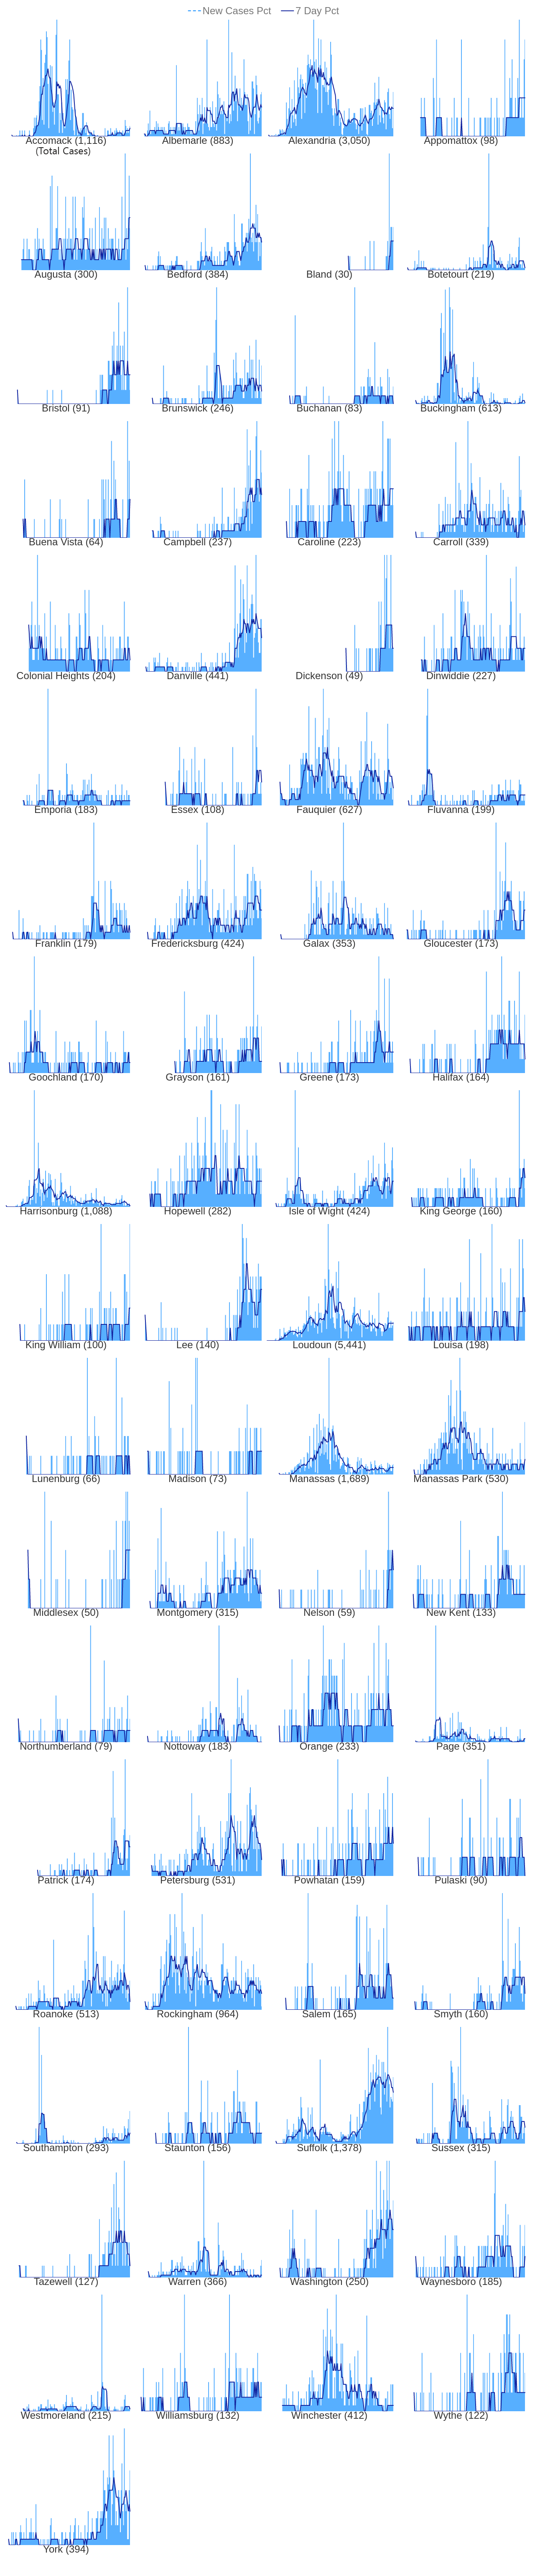 New Cases Pct 7 Day Pct
Accomack (1,116) Albemarle (883) Alexandria (3,050) Appomattox (98)
(Total Cases)
Augusta (300) Bedford (384) Bland (30) Botetourt (219)
Bristol (91) Brunswick (246) Buchanan (83) Buckingham (613)
Buena Vista (64) Campbell (237) Caroline (223) Carroll (339)
Colonial Heights (204) Danville (441) Dickenson (49) Dinwiddie (227)
Emporia (183) Essex (108) Fauquier (627) Fluvanna (199)
Franklin (179) Fredericksburg (424) Galax (353) Gloucester (173)
Goochland (170) Grayson (161) Greene (173) Halifax (164)
Harrisonburg (1,088) Hopewell (282) Isle of Wight (424) King George (160)
King William (100) Lee (140) Loudoun (5,441) Louisa (198)
Lunenburg (66) Madison (73) Manassas (1,689) Manassas Park (530)
Middlesex (50) Montgomery (315) Nelson (59) New Kent (133)
Northumberland (79) Nottoway (183) Orange (233) Page (351)
Patrick (174) Petersburg (531) Powhatan (159) Pulaski (90)
Roanoke (513) Rockingham (964) Salem (165) Smyth (160)
Southampton (293) Staunton (156) Suffolk (1,378) Sussex (315)
Tazewell (127) Warren (366) Washington (250) Waynesboro (185)
Westmoreland (215) Williamsburg (132) Winchester (412) Wythe (122)
York (394)